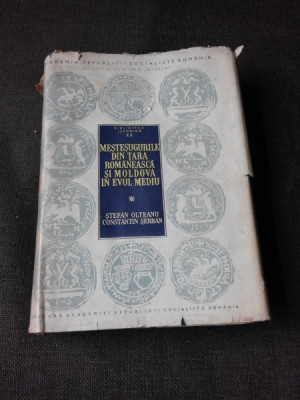 ACADEMIA REPUBLICII SOCIALISTE ROMÂNIA
BIBLIOTECA
ISTORICĂ
XX
MEȘTEȘUGURILE
DIN ȚARA
ROMÂNEASCĂ
ȘI MOLDOVA
ÎN EVUL MEDIU
*
ȘTEFAN OLTEANU
CONSTANTIN ȘERBAN
EDITURA ACADEMIEI REPUBLICII SOCIALISTE ROMÂNIA